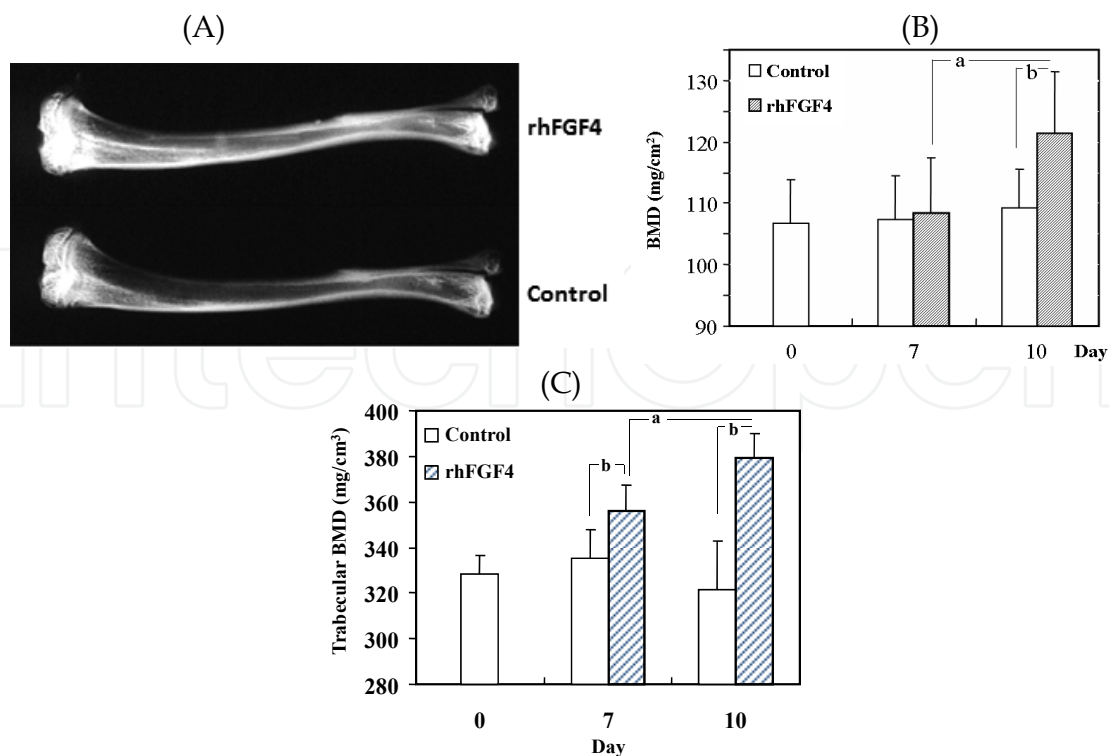 (A)
rhFGF4
Control
(B)
BMD (mg/cm²)
130
120
110
100
90
Control
rhFGF4
a
b
0 7 10 Day
(C)
Trabecular BMD (mg/cm³)
400
380
360
340
320
300
280
Control
rhFGF4
b
a
b
0 7 10
Day
intechopen